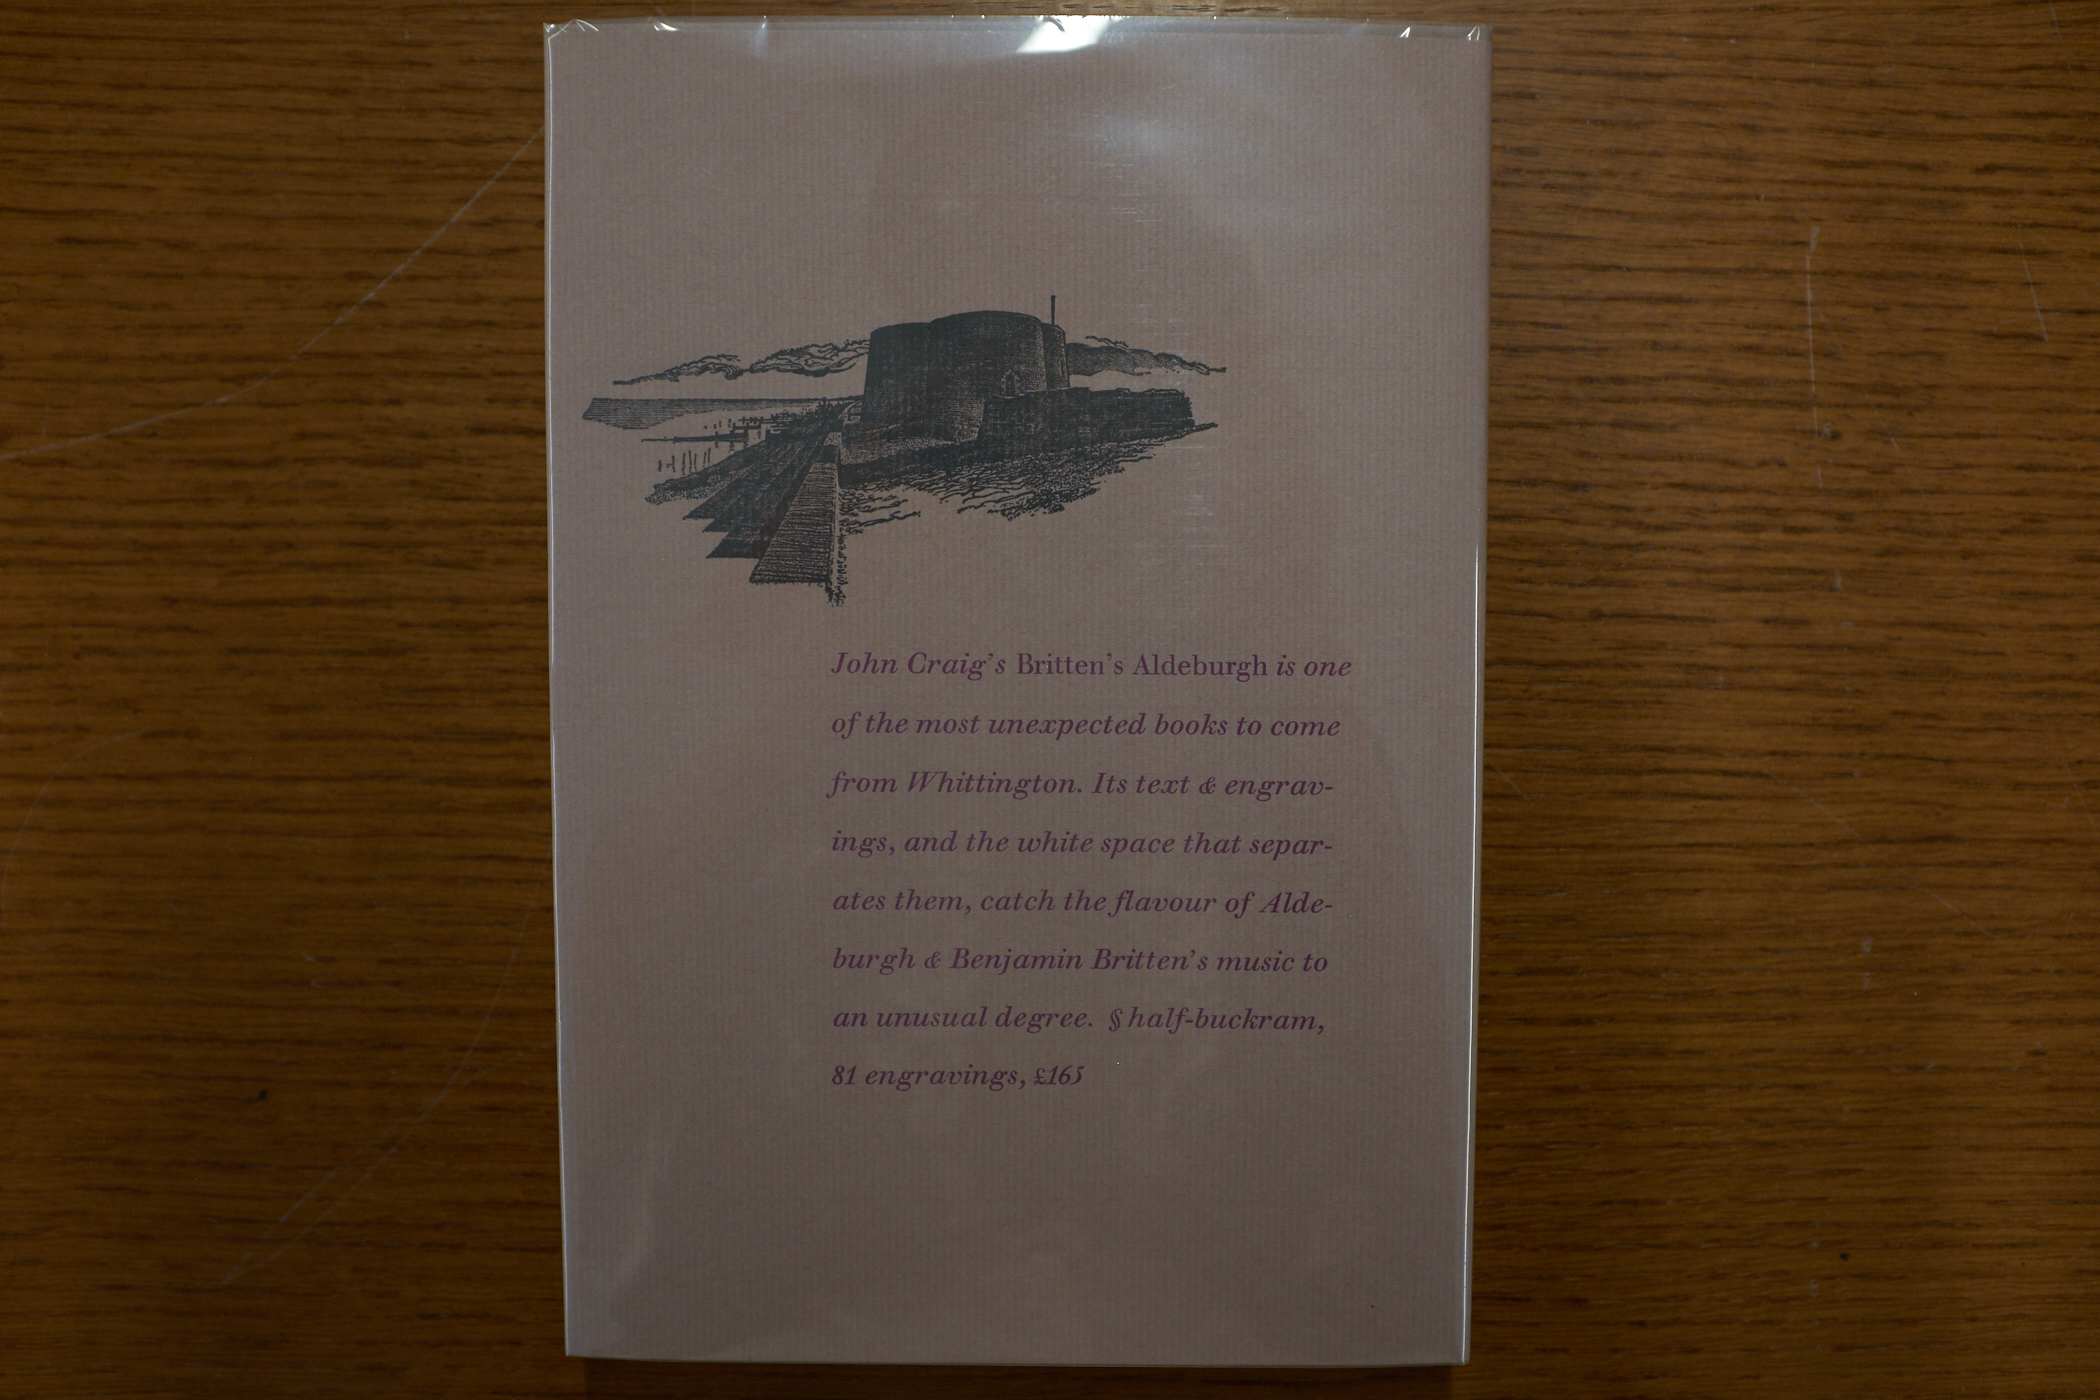 John Craig's Britten's Aldeburgh is one
of the most unexpected books to come
from Whittington. Its text & engrav-
ings, and the white space that separ-
ates them, catch the flavour of Alde-
burgh & Benjamin Britten's music to
an unusual degree. § half-buckram,
81 engravings, £165